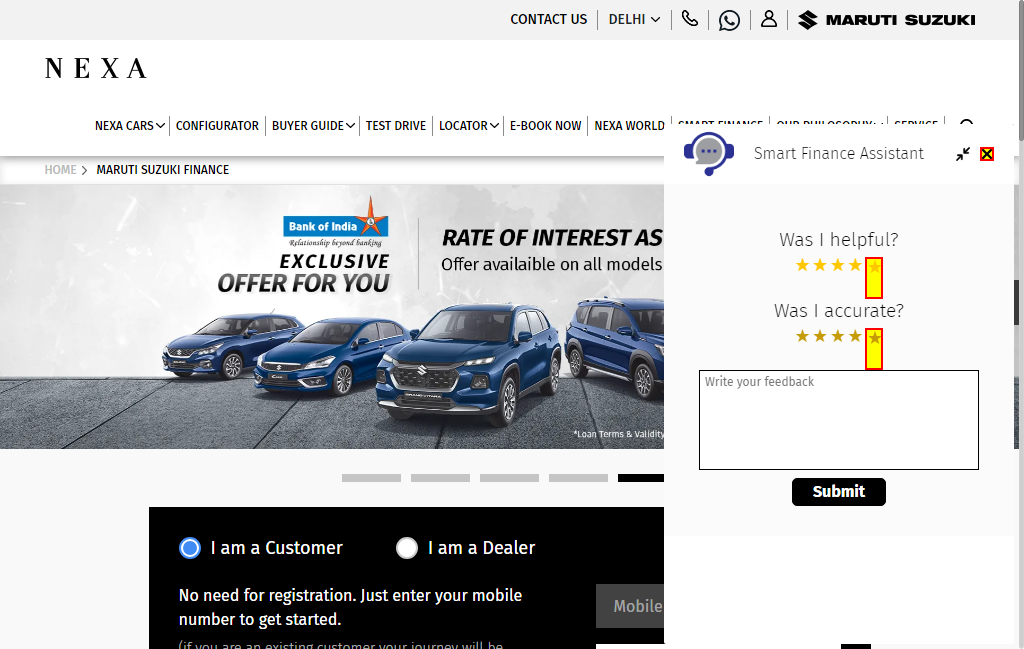 CONTACT US
DELHI
MARUTI SUZUKI
NEXA
NEXA CARS
CONFIGURATOR
BUYER GUIDE
TEST DRIVE
LOCATOR
E-BOOK NOW
NEXA WORLD
SMART FINANCE
OUR PHILOSOPHY
SERVICE
HOME
MARUTI SUZUKI FINANCE
Smart Finance Assistant
Bank of India
Relationship beyond banking
EXCLUSIVE
OFFER FOR YOU
RATE OF INTEREST AS
Offer availaible on all models
*Loan Terms & Validity
Was I helpful?
Was I accurate?
Write your feedback
Submit
I am a Customer
I am a Dealer
No need for registration. Just enter your mobile
number to get started.
(if you are an existing customer your journey will be
Mobile